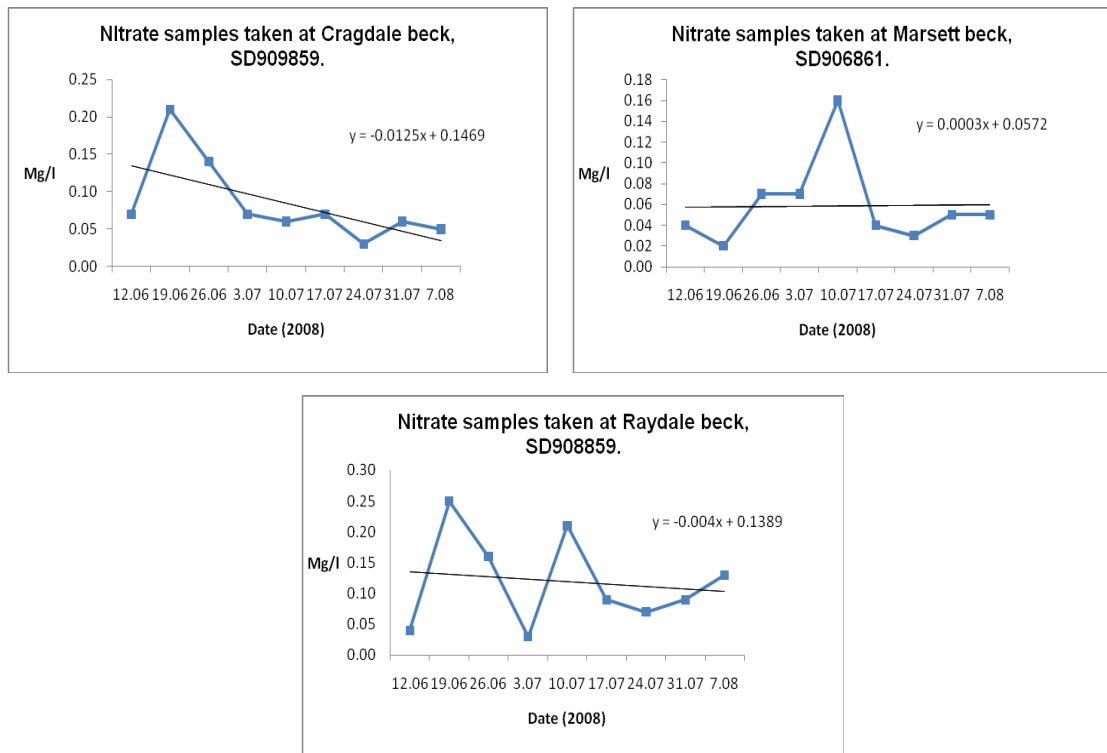 NItrate samples taken at Cragdale beck,
SD909859.
0.25
0.20
0.15
0.10
0.05
0.00
Mg/l
y = -0.0125x + 0.1469
12.06 19.06 26.06 3.07 10.07 17.07 24.07 31.07 7.08
Date (2008)
Nitrate samples taken at Marsett beck,
SD906861.
0.18
0.16
0.14
0.12
0.10
0.08
0.06
0.04
0.02
0.00
Mg/l
y = 0.0003x + 0.0572
12.06 19.06 26.06 3.07 10.07 17.07 24.07 31.07 7.08
Date (2008)
Nitrate samples taken at Raydale beck,
SD908859.
0.30
0.25
0.20
0.15
0.10
0.05
0.00
Mg/l
y = -0.004x + 0.1389
12.06 19.06 26.06 3.07 10.07 17.07 24.07 31.07 7.08
Date (2008)